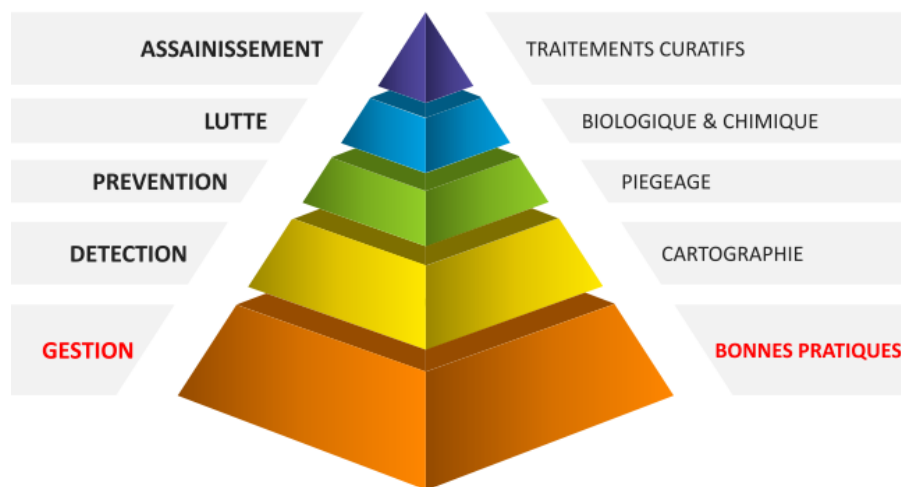 ASSAINISSEMENT TRAITEMENTS CURATIFS
LUTTE BIOLOGIQUE & CHIMIQUE
PREVENTION PIEGEAGE
DETECTION CARTOGRAPHIE
GESTION BONNES PRATIQUES